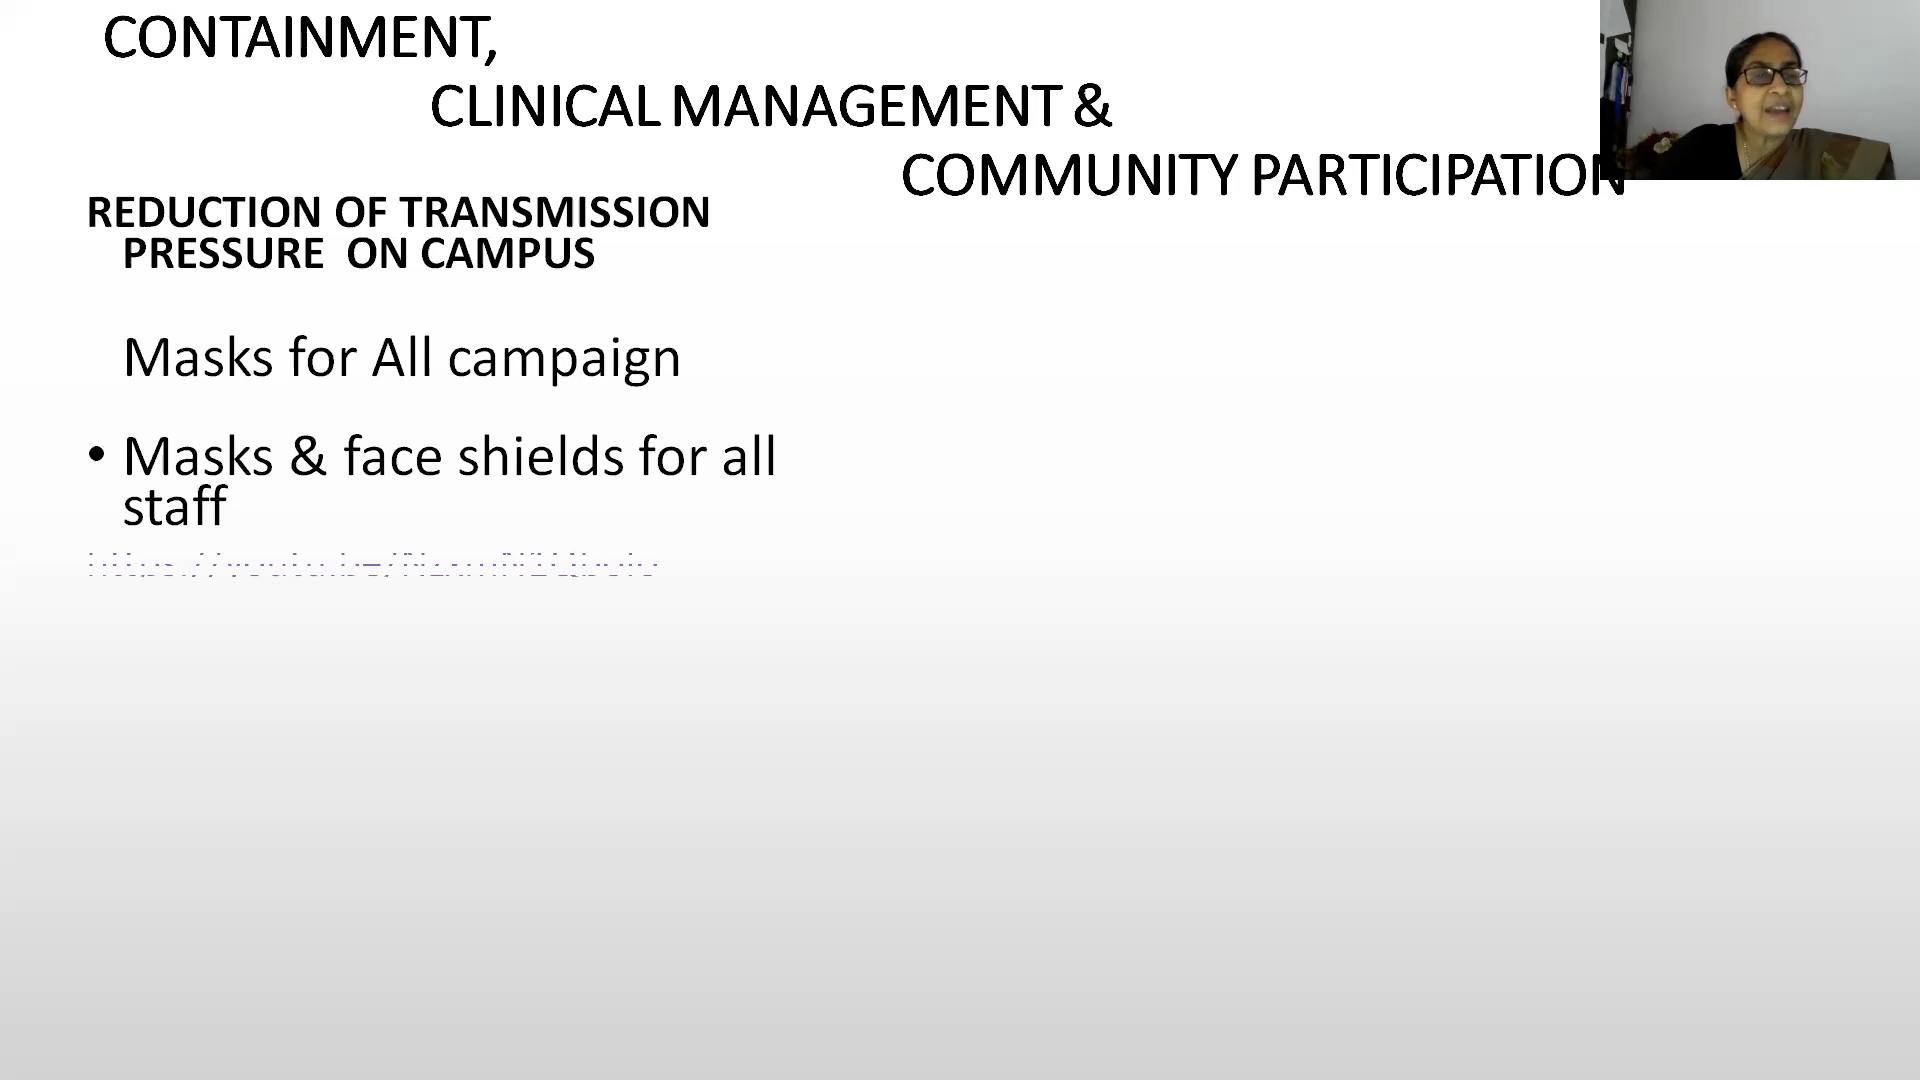 CONTAINMENT,
CLINICAL MANAGEMENT &
COMMUNITY PARTICIPATION
REDUCTION OF TRANSMISSION
PRESSURE ON CAMPUS
Masks for All campaign
• Masks & face shields for all
staff